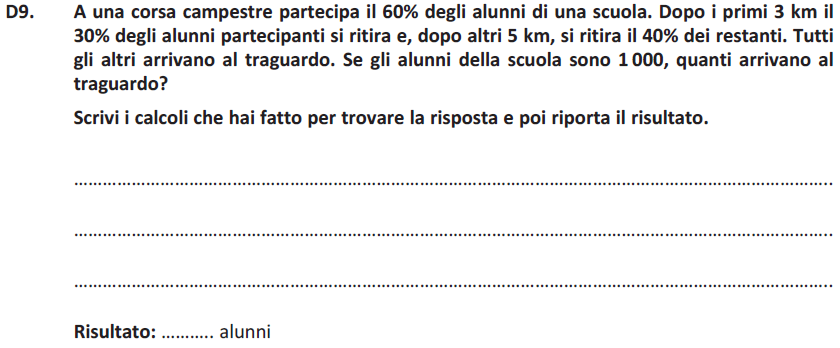 D9. A una corsa campestre partecipa il 60% degli alunni di una scuola. Dopo i primi 3 km il
30% degli alunni partecipanti si ritira e, dopo altri 5 km, si ritira il 40% dei restanti. Tutti
gli altri arrivano al traguardo. Se gli alunni della scuola sono 1 000, quanti arrivano al
traguardo?
Scrivi i calcoli che hai fatto per trovare la risposta e poi riporta il risultato.
……………………………………………………………………………………………………………………………..
……………………………………………………………………………………………………………………………..
……………………………………………………………………………………………………………………………..
Risultato: ……….. alunni